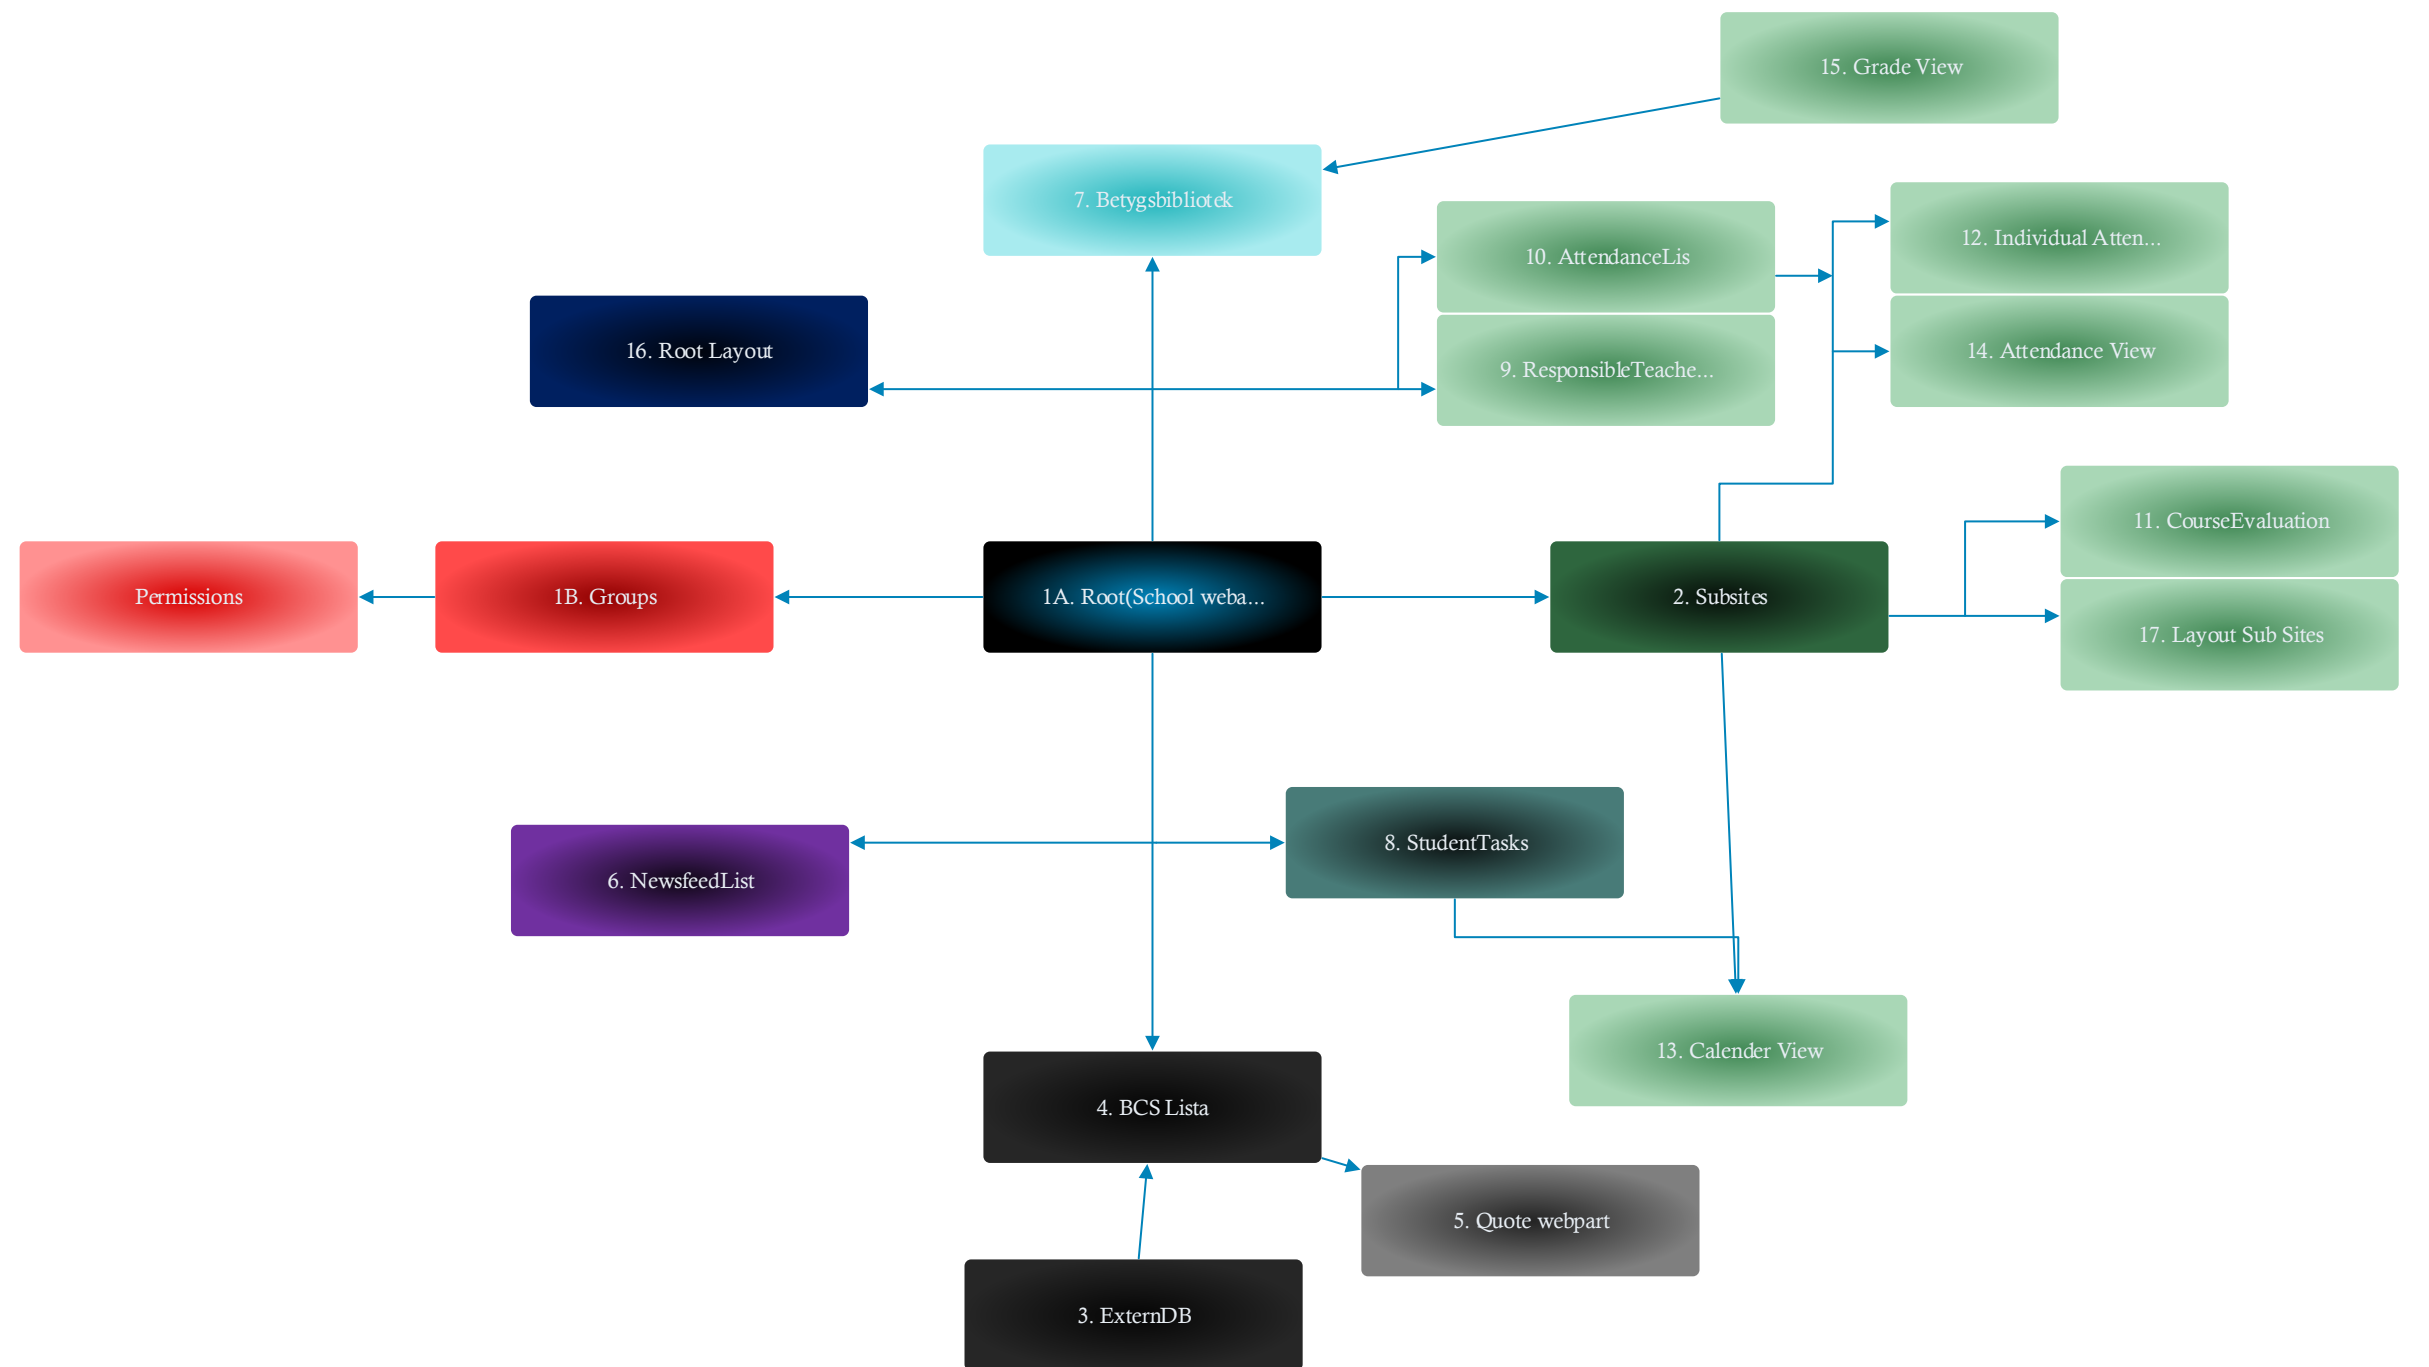 15. Grade View
7. Betygsbibliotek
10. AttendanceLis
12. Individual Atten...
16. Root Layout
9. ResponsibleTeache...
14. Attendance View
11. CourseEvaluation
Permissions
1B. Groups
1A. Root(School weba...
2. Subsites
17. Layout Sub Sites
8. StudentTasks
6. NewsfeedList
13. Calender View
4. BCS Lista
5. Quote webpart
3. ExternDB